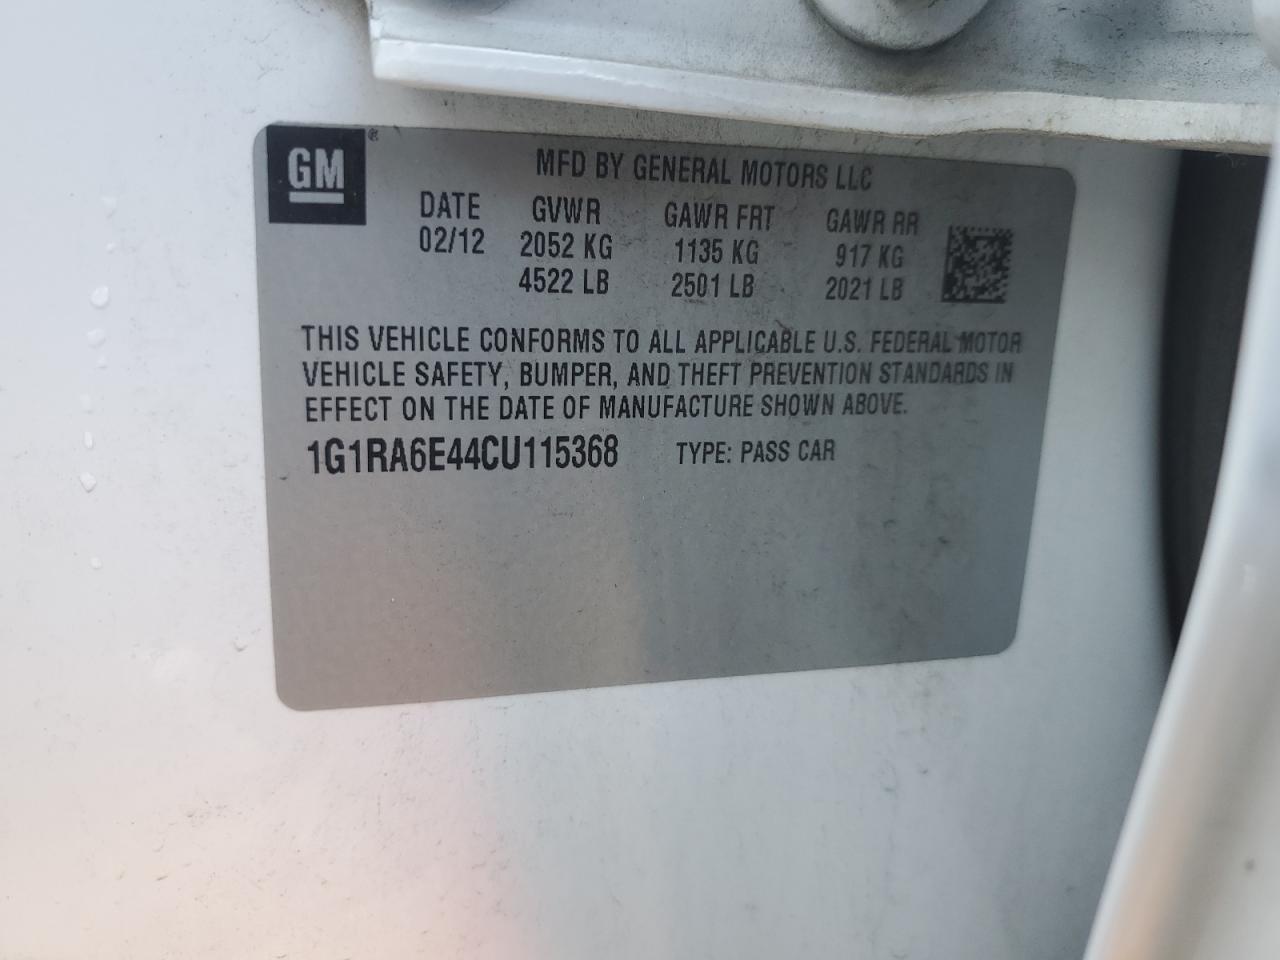 GM ®
MFD BY GENERAL MOTORS LLC
DATE GVWR GAWR FRT GAWR RR
02/12 2052 KG 1135 KG 917 KG
4522 LB 2501 LB 2021 LB
THIS VEHICLE CONFORMS TO ALL APPLICABLE U.S. FEDERAL MOTOR
VEHICLE SAFETY, BUMPER, AND THEFT PREVENTION STANDARDS IN
EFFECT ON THE DATE OF MANUFACTURE SHOWN ABOVE.
1G1RA6E44CU115368 TYPE: PASS CAR